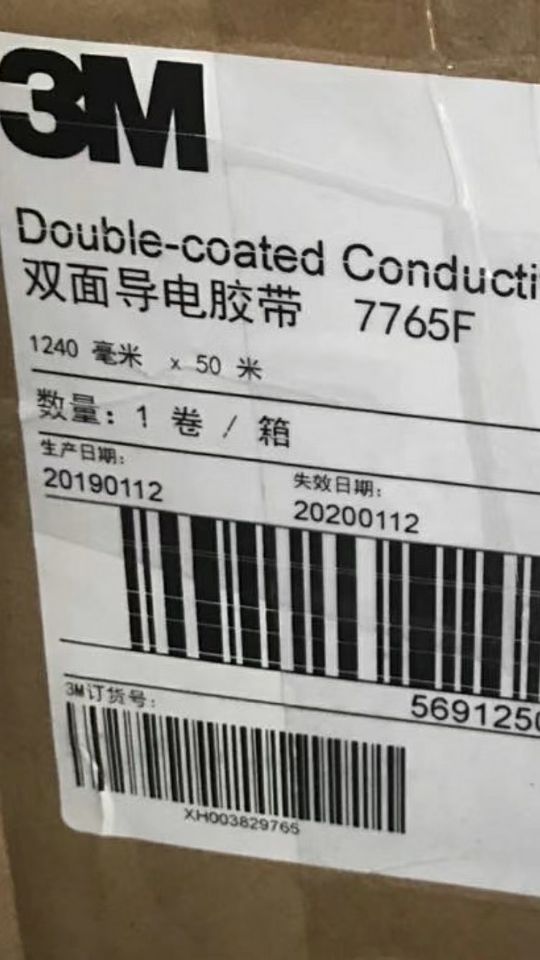 3M
Double-coated Conducti
双面导电胶带 7765F
1240 毫米 x 50 米
数量: 1 卷 / 箱
生产日期:
20190112
失效日期:
20200112
5691250
3M订货号:
XH003829766